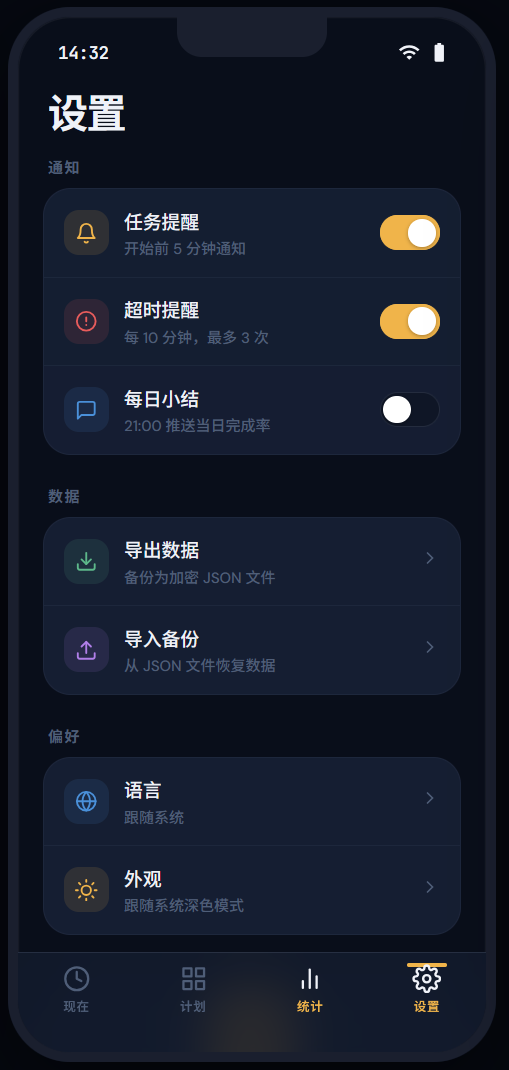 14:32
设置
通知
任务提醒
开始前 5 分钟通知
超时提醒
每 10 分钟，最多 3 次
每日小结
21:00 推送当日完成率
数据
导出数据
备份为加密 JSON 文件
导入备份
从 JSON 文件恢复数据
偏好
语言
跟随系统
外观
跟随系统深色模式
现在
计划
统计
设置